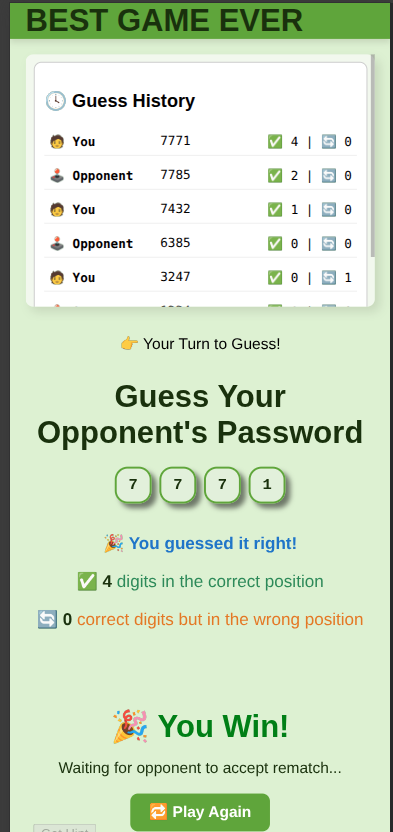 BEST GAME EVER
🕓 Guess History
🧑 You 7771 ✅ 4 | 🔄 0
🕹️ Opponent 7785 ✅ 2 | 🔄 0
🧑 You 7432 ✅ 1 | 🔄 0
🕹️ Opponent 6385 ✅ 0 | 🔄 0
🧑 You 3247 ✅ 0 | 🔄 1
👉 Your Turn to Guess!
Guess Your
Opponent's Password
7 7 7 1
🎉 You guessed it right!
✅ 4 digits in the correct position
🔄 0 correct digits but in the wrong position
🎉 You Win!
Waiting for opponent to accept rematch...
🔁 Play Again
Get Hint